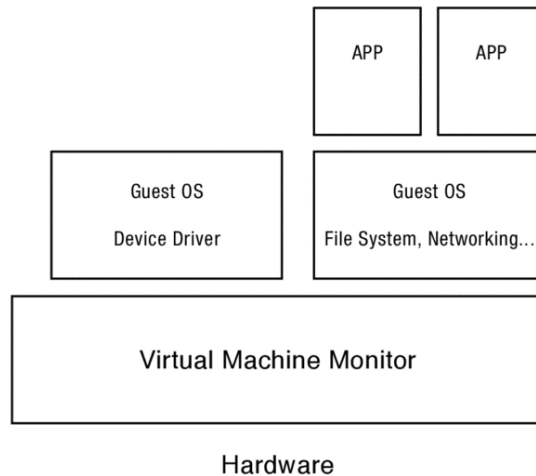 APP
APP
Guest OS
Device Driver
Guest OS
File System, Networking...
Virtual Machine Monitor
Hardware